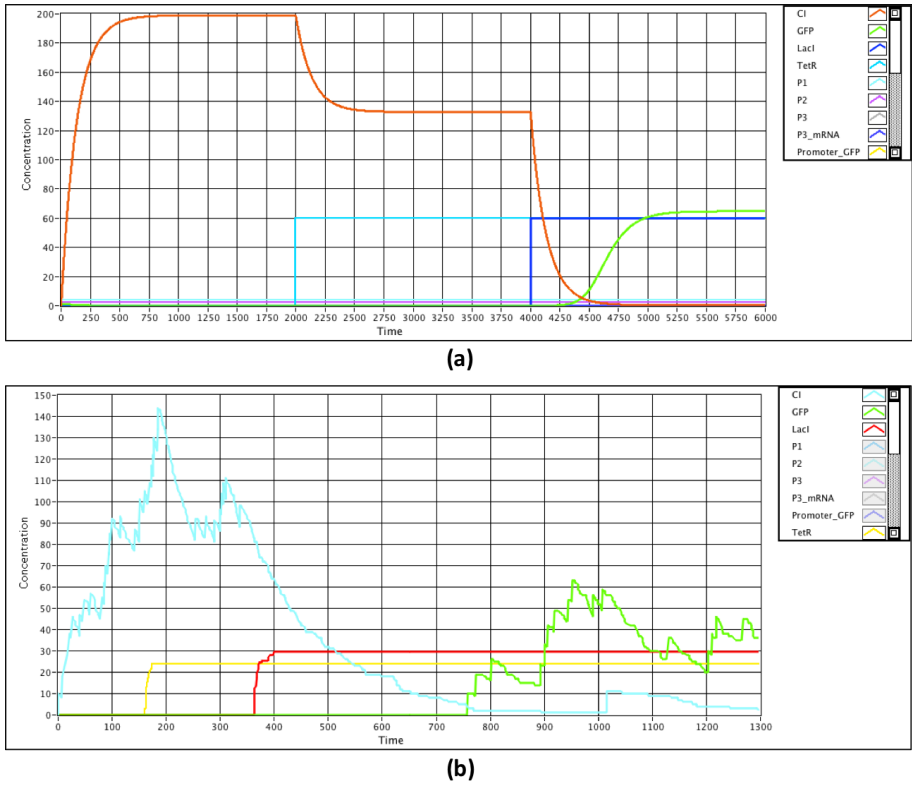 200
180
160
140
120
100
80
60
40
20
0
Concentration
0 250 500 750 1000 1250 1500 1750 2000 2250 2500 2750 3000 3250 3500 3750 4000 4250 4500 4750 5000 5250 5500 5750 6000
Time
CI
GFP
LacI
TetR
P1
P2
P3
P3_mRNA
Promoter_GFP
(a)
150
140
130
120
110
100
90
80
70
60
50
40
30
20
10
0
Concentration
0 100 200 300 400 500 600 700 800 900 1000 1100 1200 1300
Time
CI
GFP
LacI
P1
P2
P3
P3_mRNA
Promoter_GFP
TetR
(b)